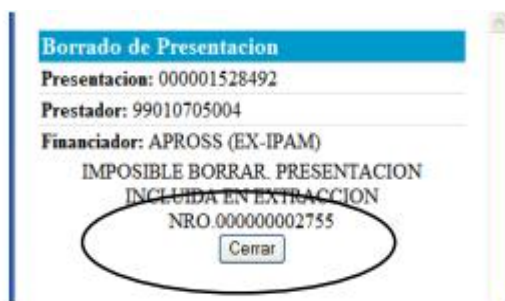 Borrado de Presentacion
Presentacion: 000001528492
Prestador: 99010705004
Financiador: APROSS (EX-IPAM)
IMPOSIBLE BORRAR. PRESENTACION
INCLUIDA EN EXTRACCION
NRO.000000002755
Cerrar